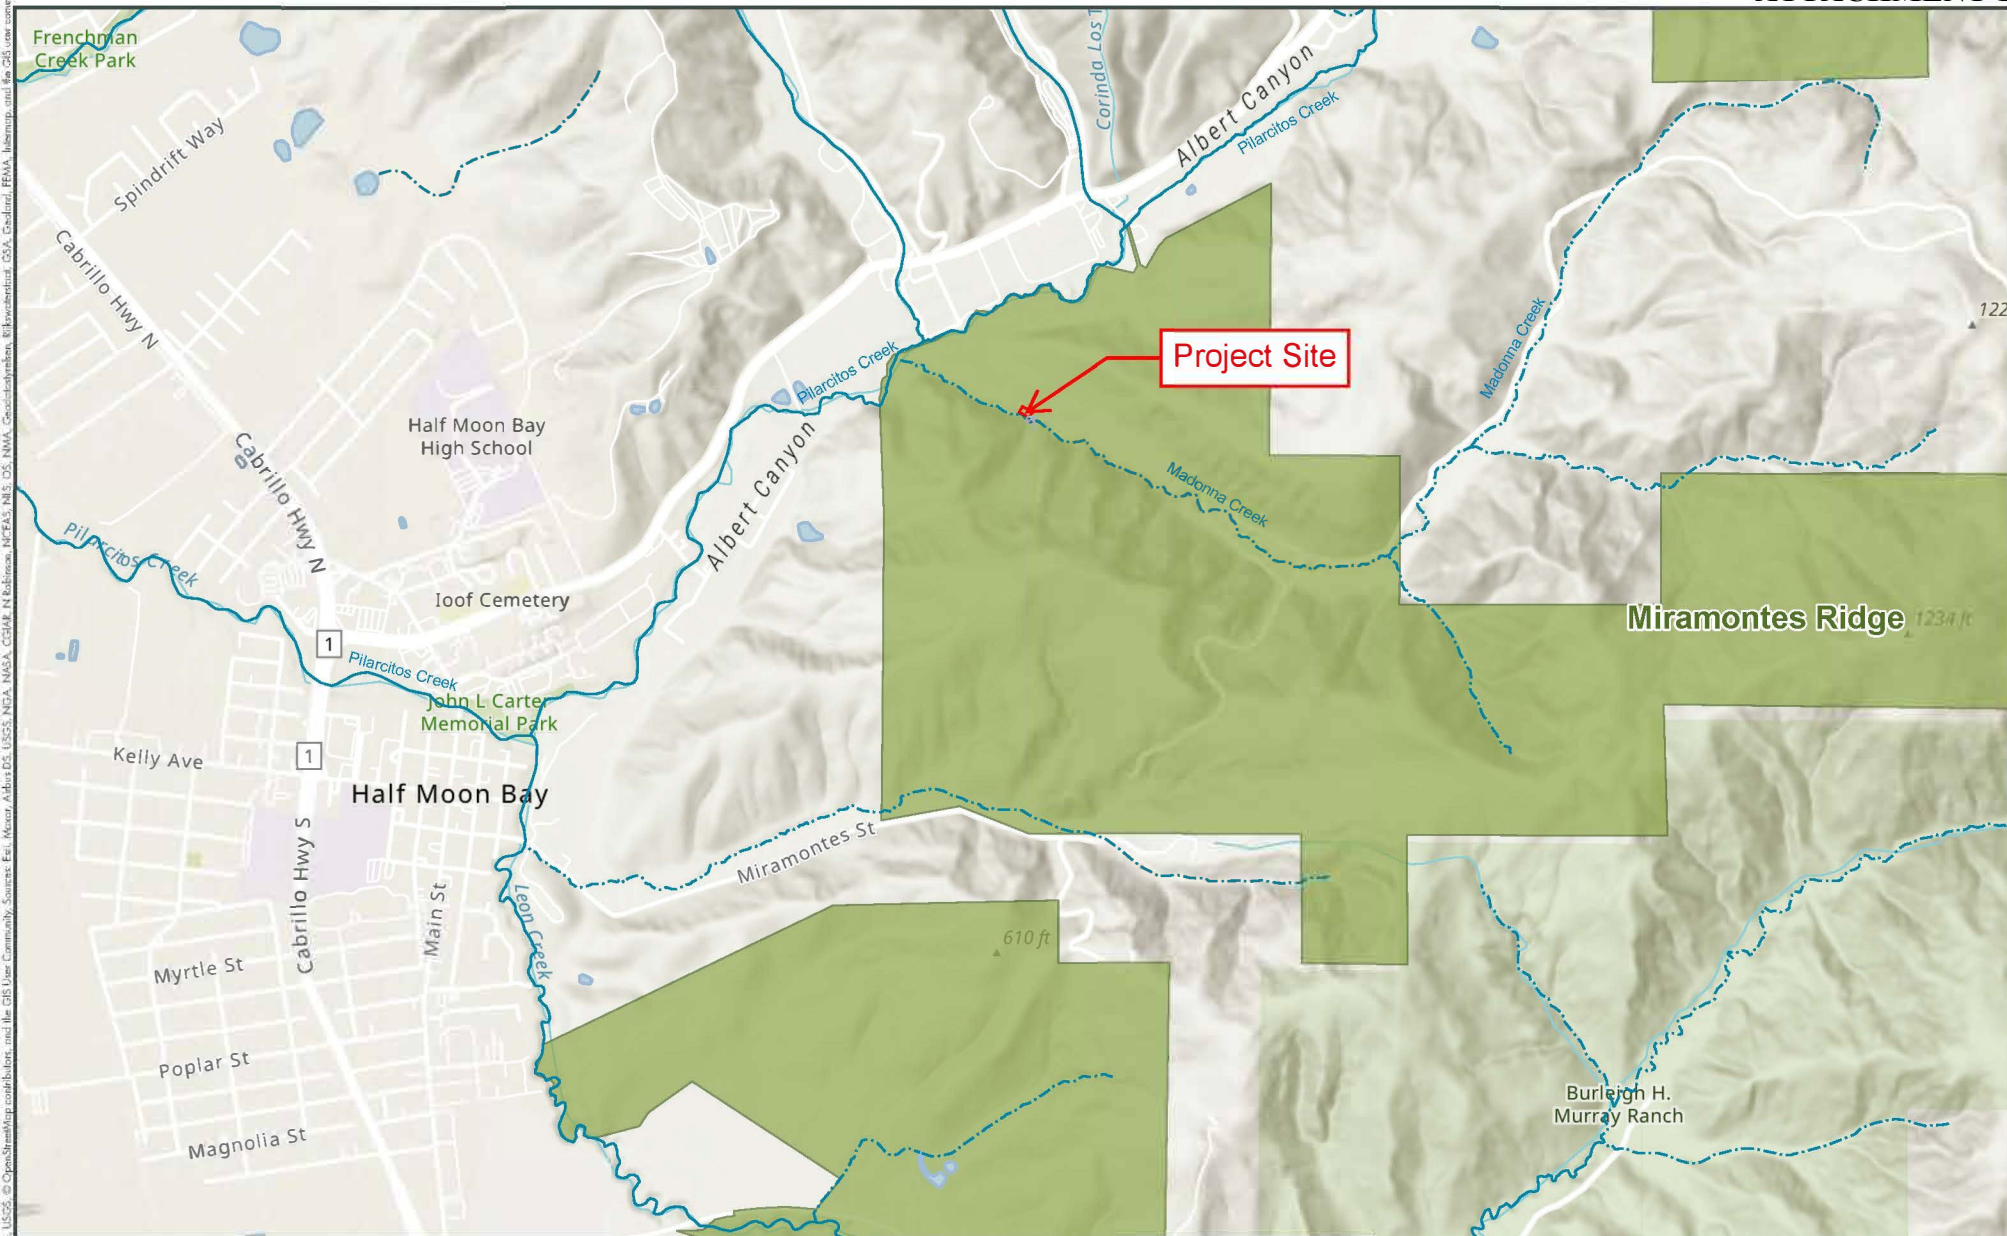 Frenchman
Creek Park
Spindrift Way
Corinda Los T
Albert Canyon
Pilarcitos Creek
Cabrillo Hwy N
122
Madonna Creek
Project Site
Pilarcitos Creek
Half Moon Bay
High School
Cabrillo Hwy N
Albert Canyon
Madonna Creek
Pilarcitos Creek
Ioof Cemetery
Miramontes Ridge
1234 ft
1
Pilarcitos Creek
John L Carter
Memorial Park
Kelly Ave
1
Half Moon Bay
Miramontes St
Cabrillo Hwy S
Main St
Leon Creek
610 ft
Myrtle St
Poplar St
Burleigh H.
Murray Ranch
Magnolia St